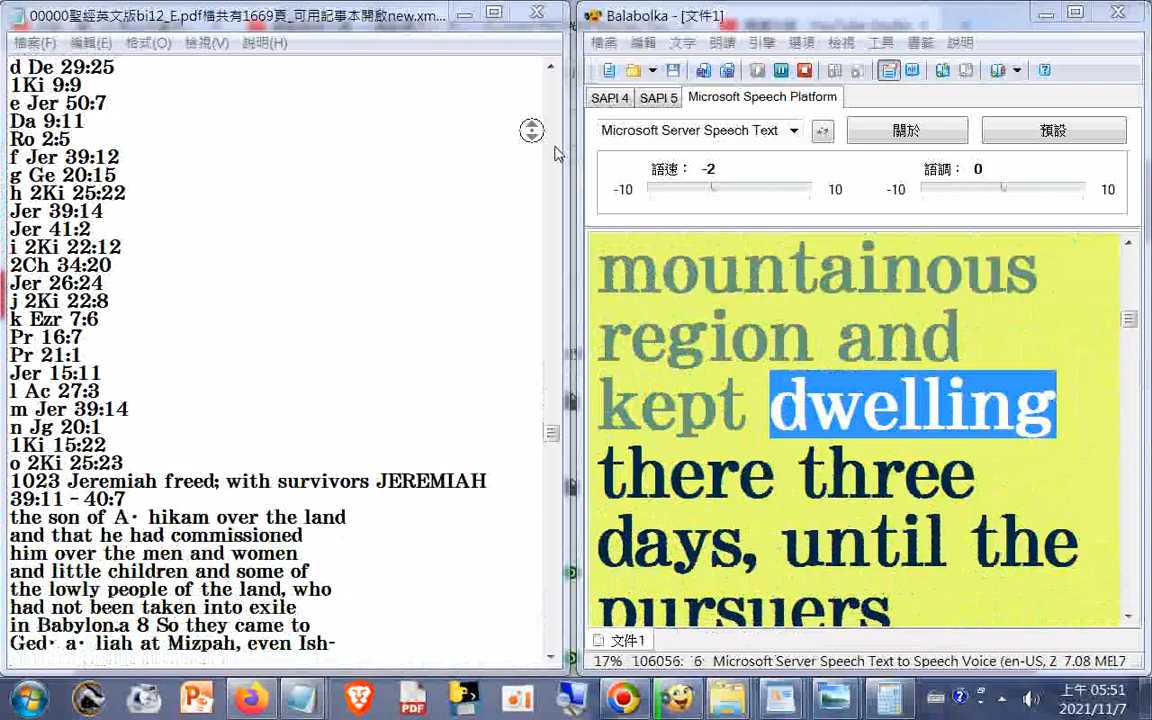 00000聖經英文版bi12_E.pdf檔共有1669頁_可用記事本開啟new.xm...
檔案(F) 編輯(E) 格式(O) 檢視(V) 說明(H)
d De 29:25
1Ki 9:9
e Jer 50:7
Da 9:11
Ro 2:5
f Jer 39:12
g Ge 20:15
h 2Ki 25:22
Jer 39:14
Jer 41:2
i 2Ki 22:12
2Ch 34:20
Jer 26:24
j 2Ki 22:8
k Ezr 7:6
Pr 16:7
Pr 21:1
Jer 15:11
l Ac 27:3
m Jer 39:14
n Jg 20:1
1Ki 15:22
o 2Ki 25:23
1023 Jeremiah freed; with survivors JEREMIAH
39:11 – 40:7
the son of A· hikam over the land
and that he had commissioned
him over the men and women
and little children and some of
the lowly people of the land, who
had not been taken into exile
in Babylon.a 8 So they came to
Ged· a· liah at Mizpah, even Ish-
Balabolka - [文件1]
檔案 編輯 文字 朗讀 引擎 選項 檢視 工具 書籤 說明
SAPI 4 SAPI 5 Microsoft Speech Platform
Microsoft Server Speech Text 關於 預設
語速： -2 語調： 0
-10 10 -10 10
mountainous
region and
kept dwelling
there three
days, until the
pursuers
文件1
17% 106056: 6 Microsoft Server Speech Text to Speech Voice (en-US, Z 7.08 МЕ
上午 05:51
2021/11/7